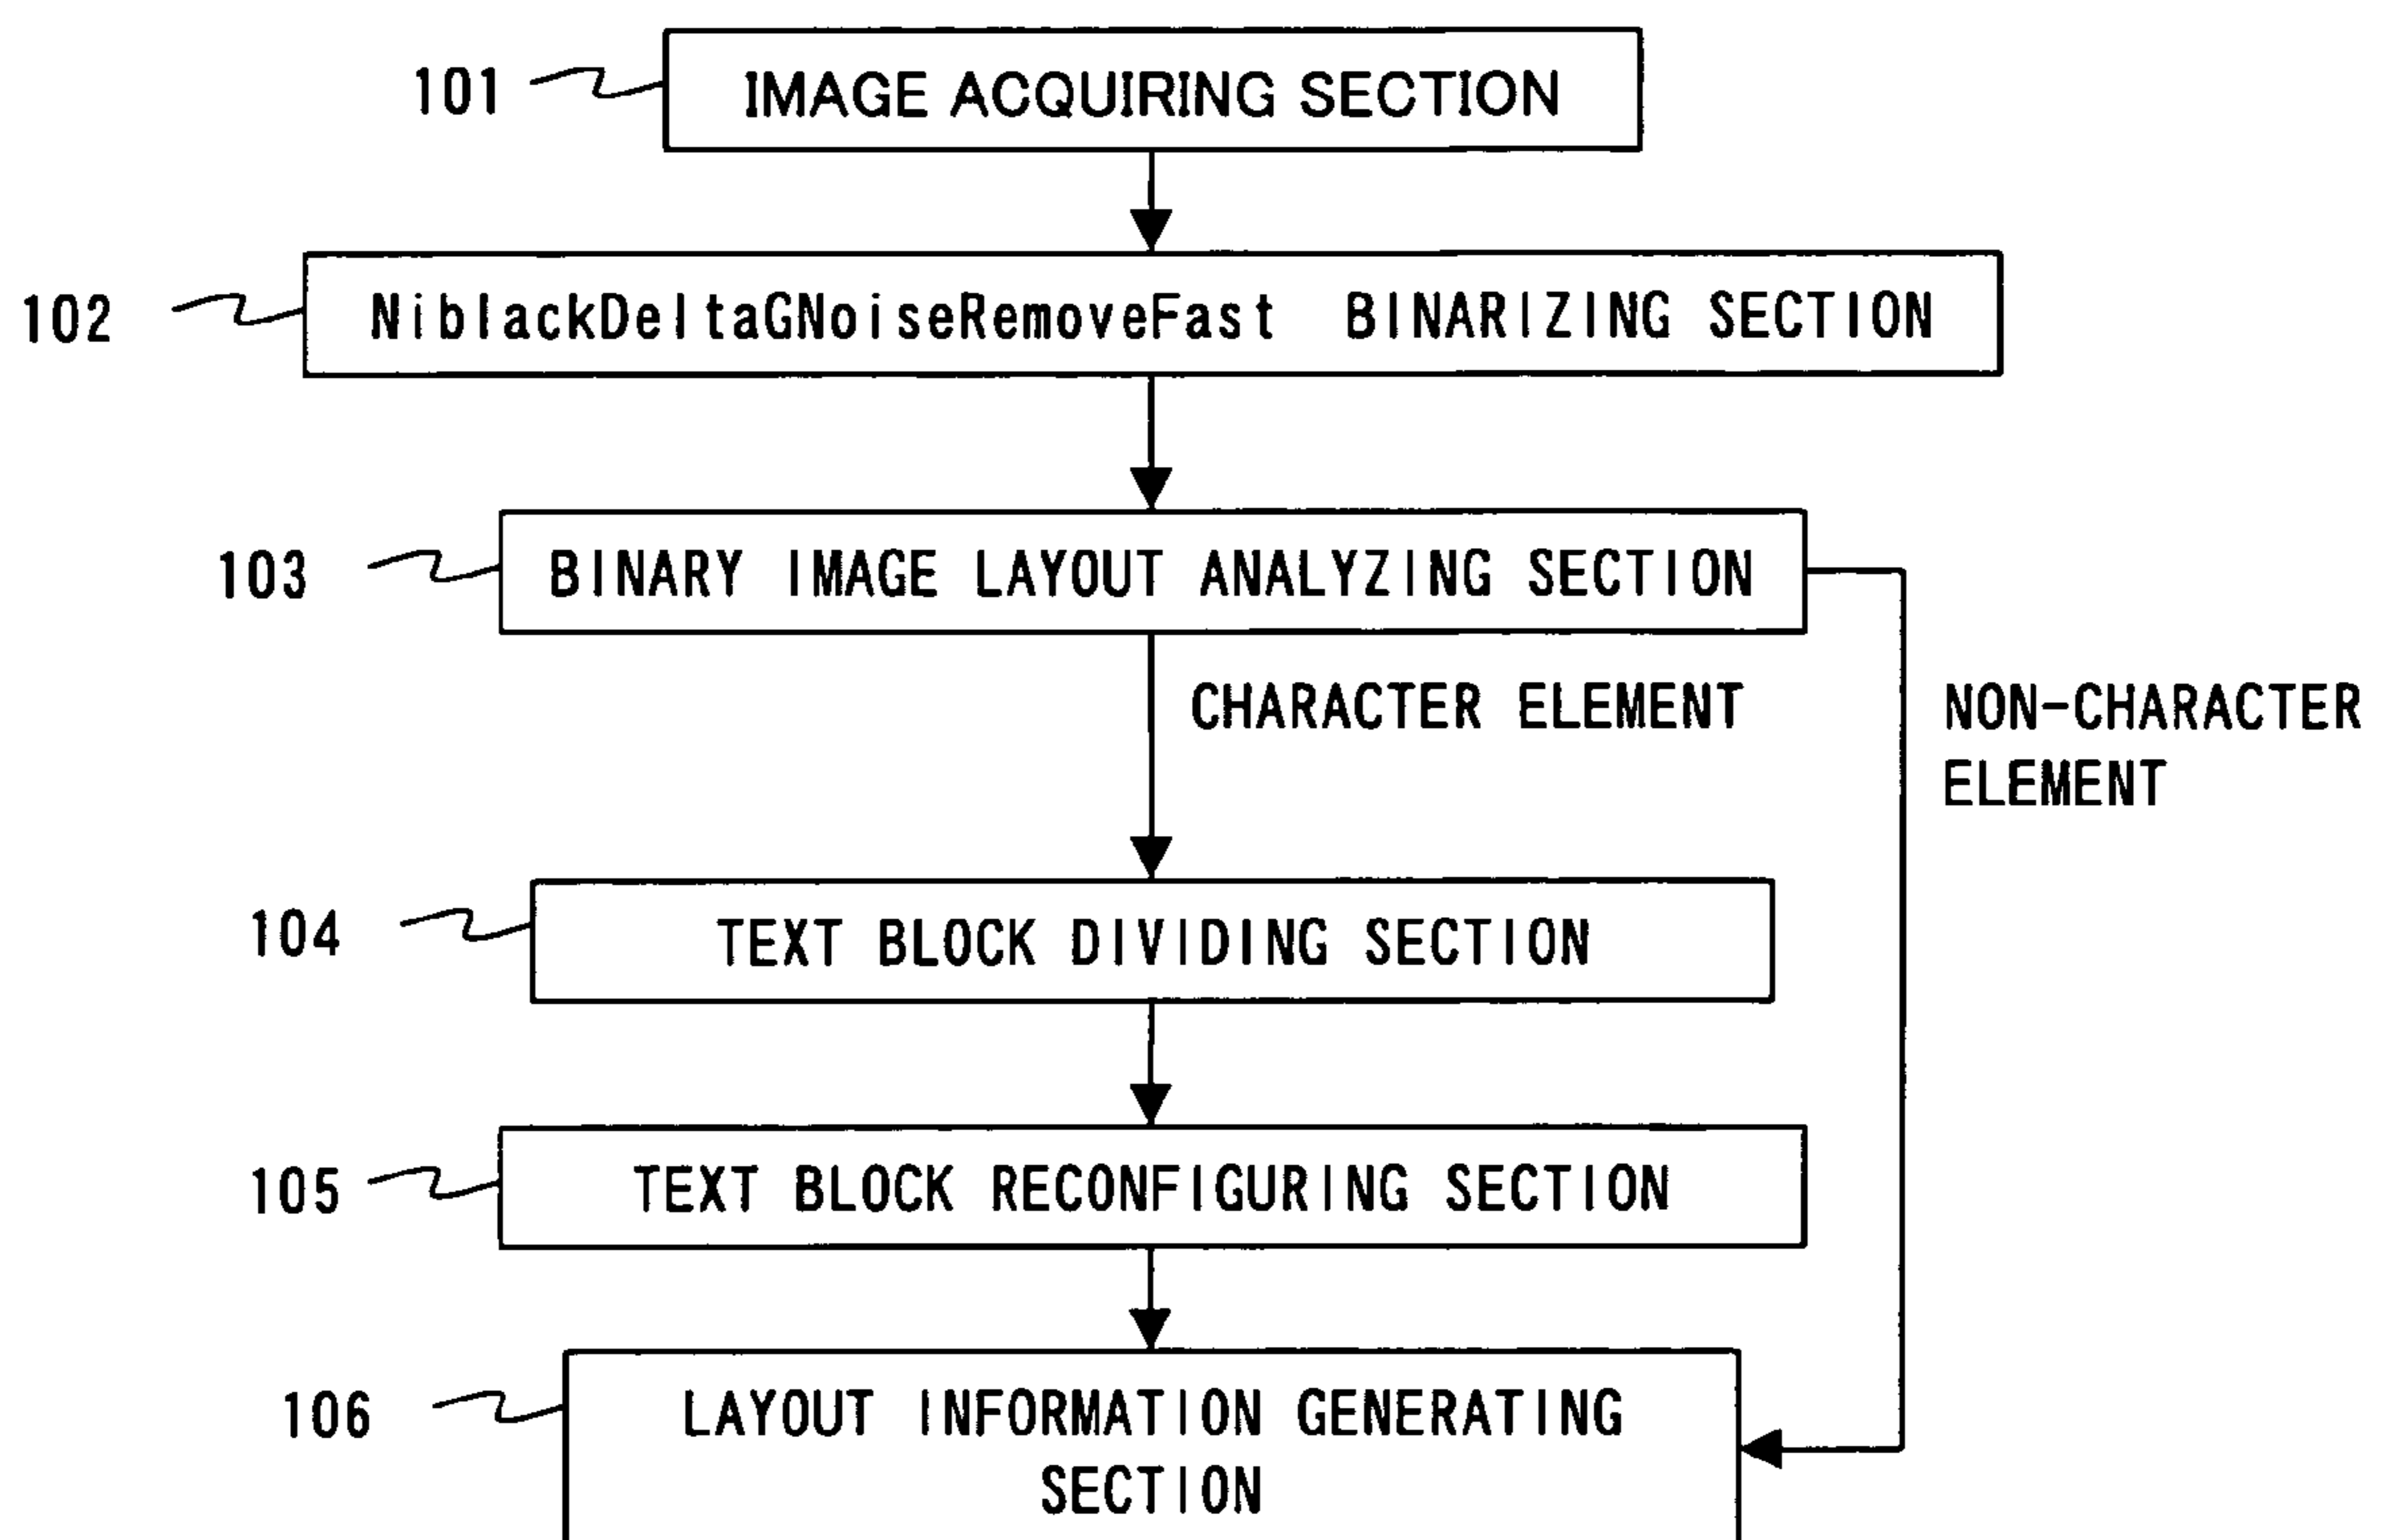 101 IMAGE ACQUIRING SECTION
102 NiblackDeltaGNoiseRemoveFast BINARIZING SECTION
103 BINARY IMAGE LAYOUT ANALYZING SECTION
CHARACTER ELEMENT
NON-CHARACTER
ELEMENT
104 TEXT BLOCK DIVIDING SECTION
105 TEXT BLOCK RECONFIGURING SECTION
106 LAYOUT INFORMATION GENERATING
SECTION